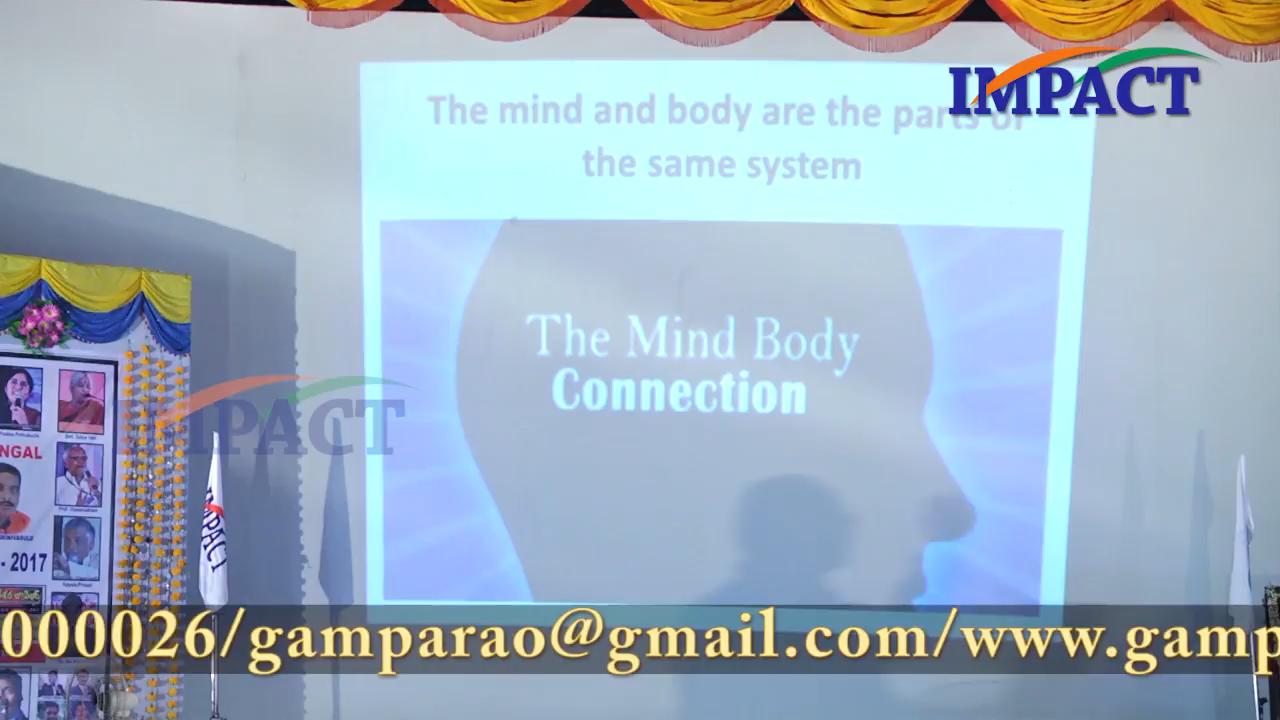 IMPACT
The mind and body are the parts of
the same system
The Mind Body
Connection
IMPACT
NGAL
- 2017
IMPACT
000026/gamparao@gmail.com/www.gamp